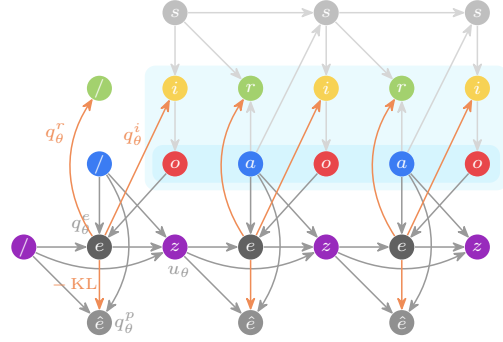 s s s
/ i r i r i
q_θ^r q_θ^i
/ o a o a o
q_θ^e
/ e z e z e z
u_θ
− KL
ê ê ê
q_θ^p